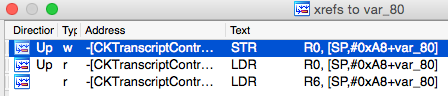 xrefs to var_80
Direction Typ Address Text
Up w -[CKTranscriptContr… STR R0, [SP,#0xA8+var_80]
Up r -[CKTranscriptContr… LDR R0, [SP,#0xA8+var_80]
r -[CKTranscriptContr… LDR R6, [SP,#0xA8+var_80]